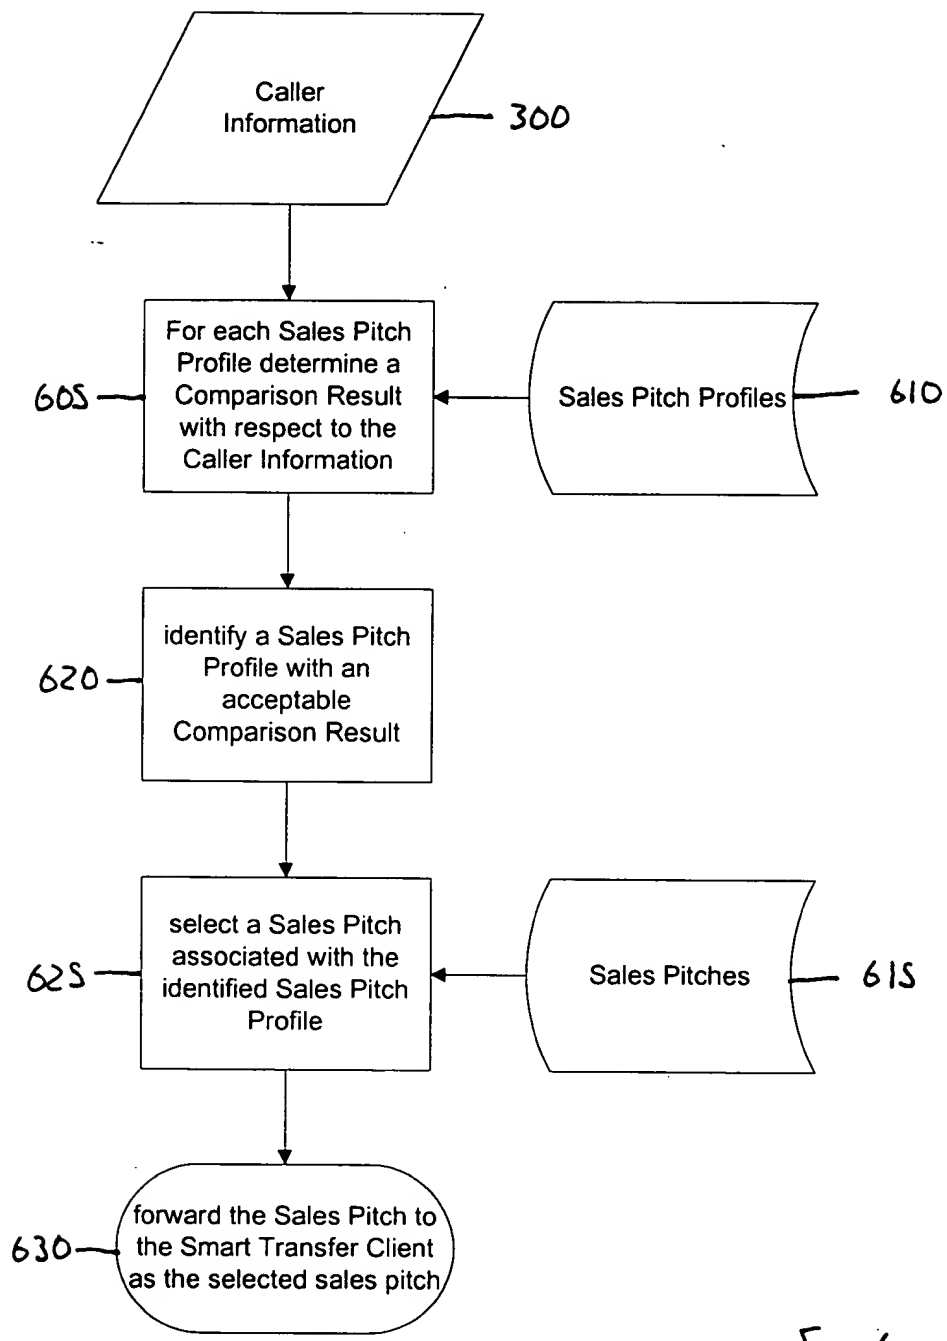 Caller
Information
300
For each Sales Pitch
Profile determine a
Comparison Result
with respect to the
Caller Information
605
Sales Pitch Profiles
610
identify a Sales Pitch
Profile with an
acceptable
Comparison Result
620
select a Sales Pitch
associated with the
identified Sales Pitch
Profile
625
Sales Pitches
615
forward the Sales Pitch to
the Smart Transfer Client
as the selected sales pitch
630